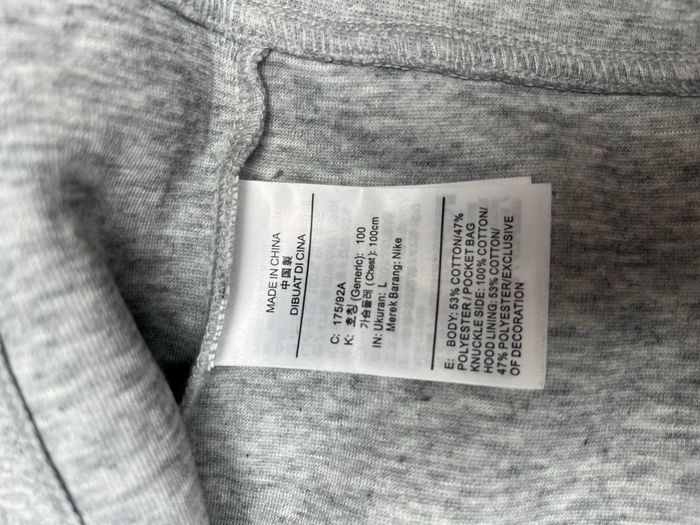 MADE IN CHINA
中国製
DIBUAT DI CINA
C: 175/92A
K: 호칭 (Generic): 100
가슴둘레 (Chest): 100cm
IN: Ukuran: L
Merek Barang: Nike
E: BODY: 53% COTTON/47%
POLYESTER / POCKET BAG
KNUCKLE SIDE: 100% COTTON/
HOOD LINING: 53% COTTON/
47% POLYESTER/EXCLUSIVE
OF DECORATION